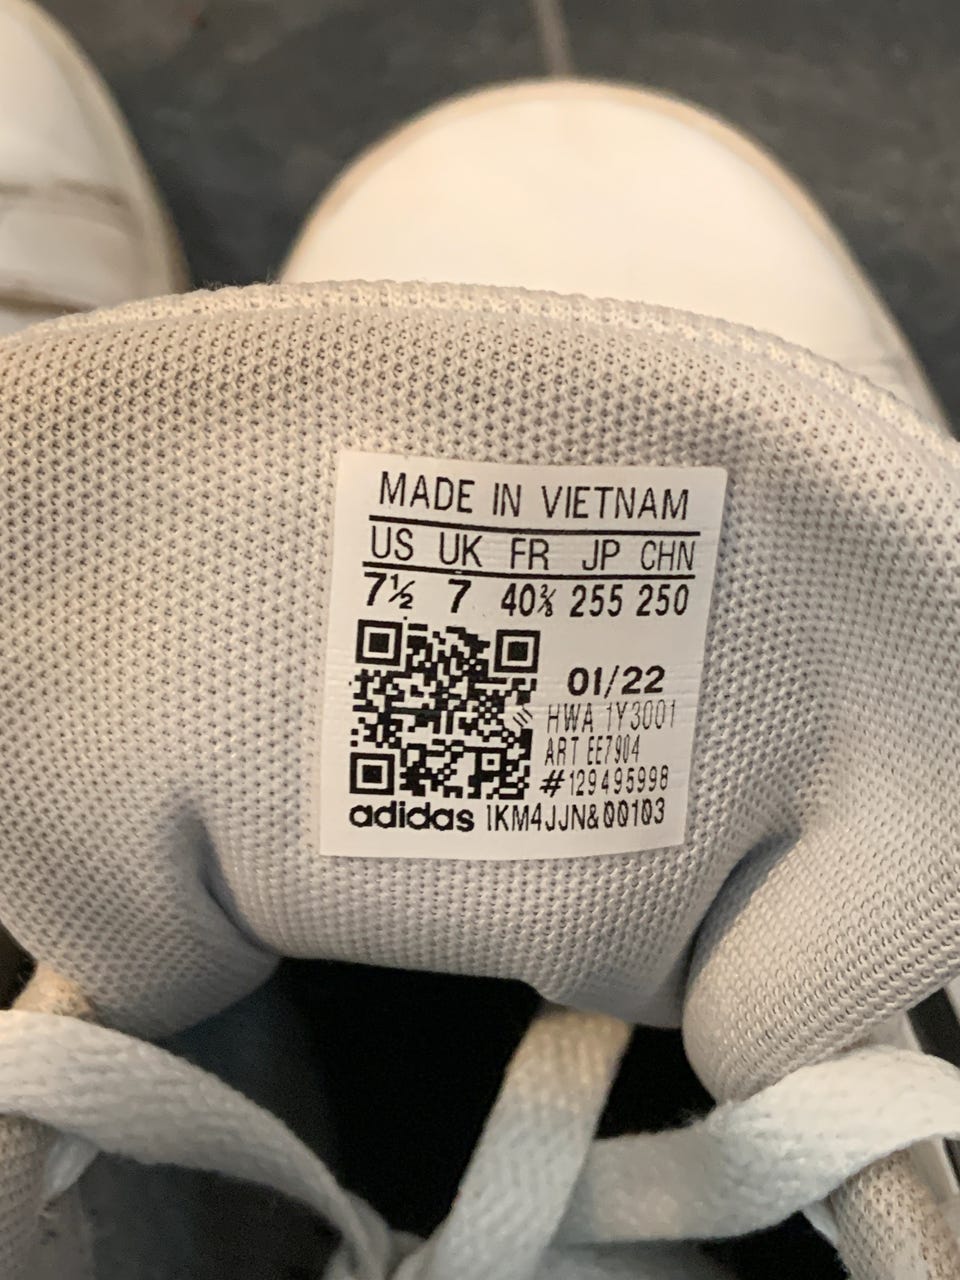 MADE IN VIETNAM
US UK FR JP CHN
7½ 7 40⅔ 255 250
01/22
HWA 1Y3001
ART EE7904
#129495998
adidas 1KM4JJN&00103